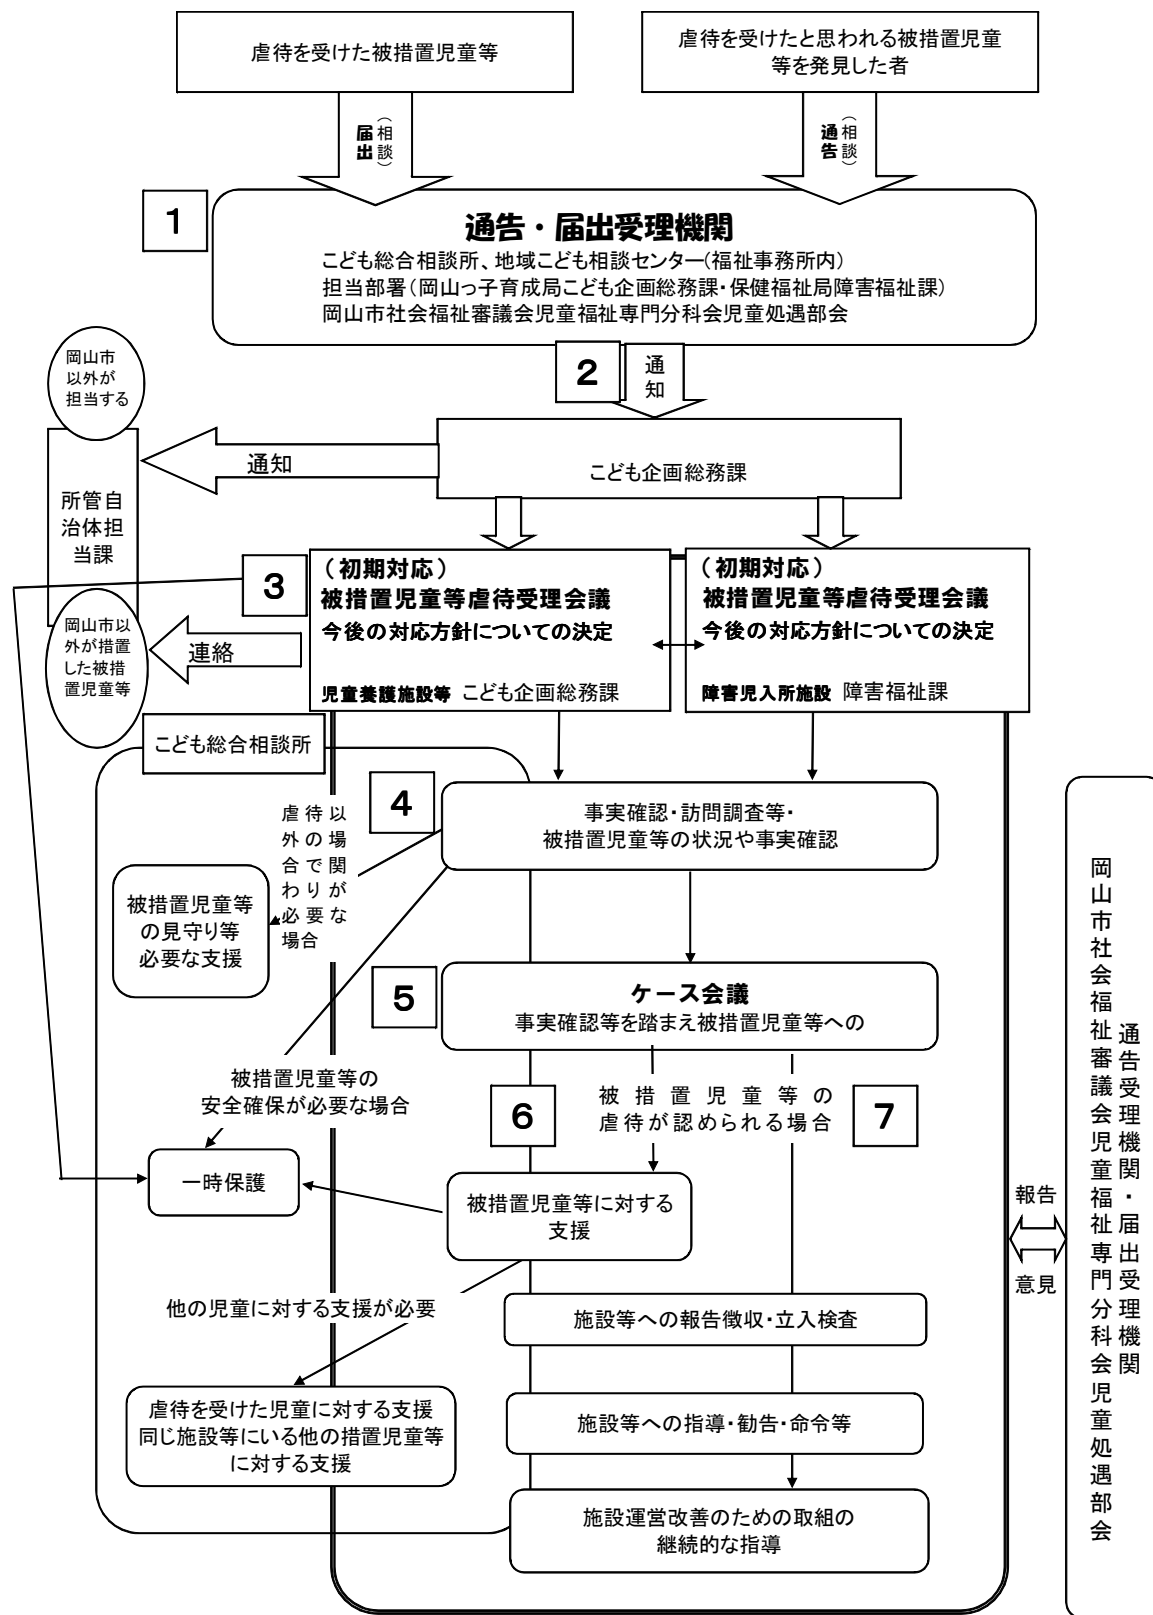 虐待を受けた被措置児童等
虐待を受けたと思われる被措置児童
等を発見した者
届出
（相談）
通告
（相談）
1
通告・届出受理機関
こども総合相談所、地域こども相談センター(福祉事務所内)
担当部署(岡山っ子育成局こども企画総務課・保健福祉局障害福祉課)
岡山市社会福祉審議会児童福祉専門分科会児童処遇部会
2
通
知
岡山市
以外が
担当する
こども企画総務課
通知
所管自
治体担
当課
3
（初期対応）
被措置児童等虐待受理会議
今後の対応方針についての決定
児童養護施設等 こども企画総務課
（初期対応）
被措置児童等虐待受理会議
今後の対応方針についての決定
障害児入所施設 障害福祉課
連絡
岡山市以
外が措置
した被措
置児童等
こども総合相談所
4
事実確認・訪問調査等・
被措置児童等の状況や事実確認
虐待以
外の場
合で関
わりが
必要な
場合
被措置児童等
の見守り等
必要な支援
5
ケース会議
事実確認等を踏まえ被措置児童等への
被措置児童等の
安全確保が必要な場合
6
被措置児童等の
虐待が認められる場合
7
一時保護
被措置児童等に対する
支援
他の児童に対する支援が必要
施設等への報告徴収・立入検査
虐待を受けた児童に対する支援
同じ施設等にいる他の措置児童等
に対する支援
施設等への指導・勧告・命令等
施設運営改善のための取組の
継続的な指導
報告
意見
通告受理機関・届出受理機関
岡山市社会福祉審議会児童福祉専門分科会児童処遇部会